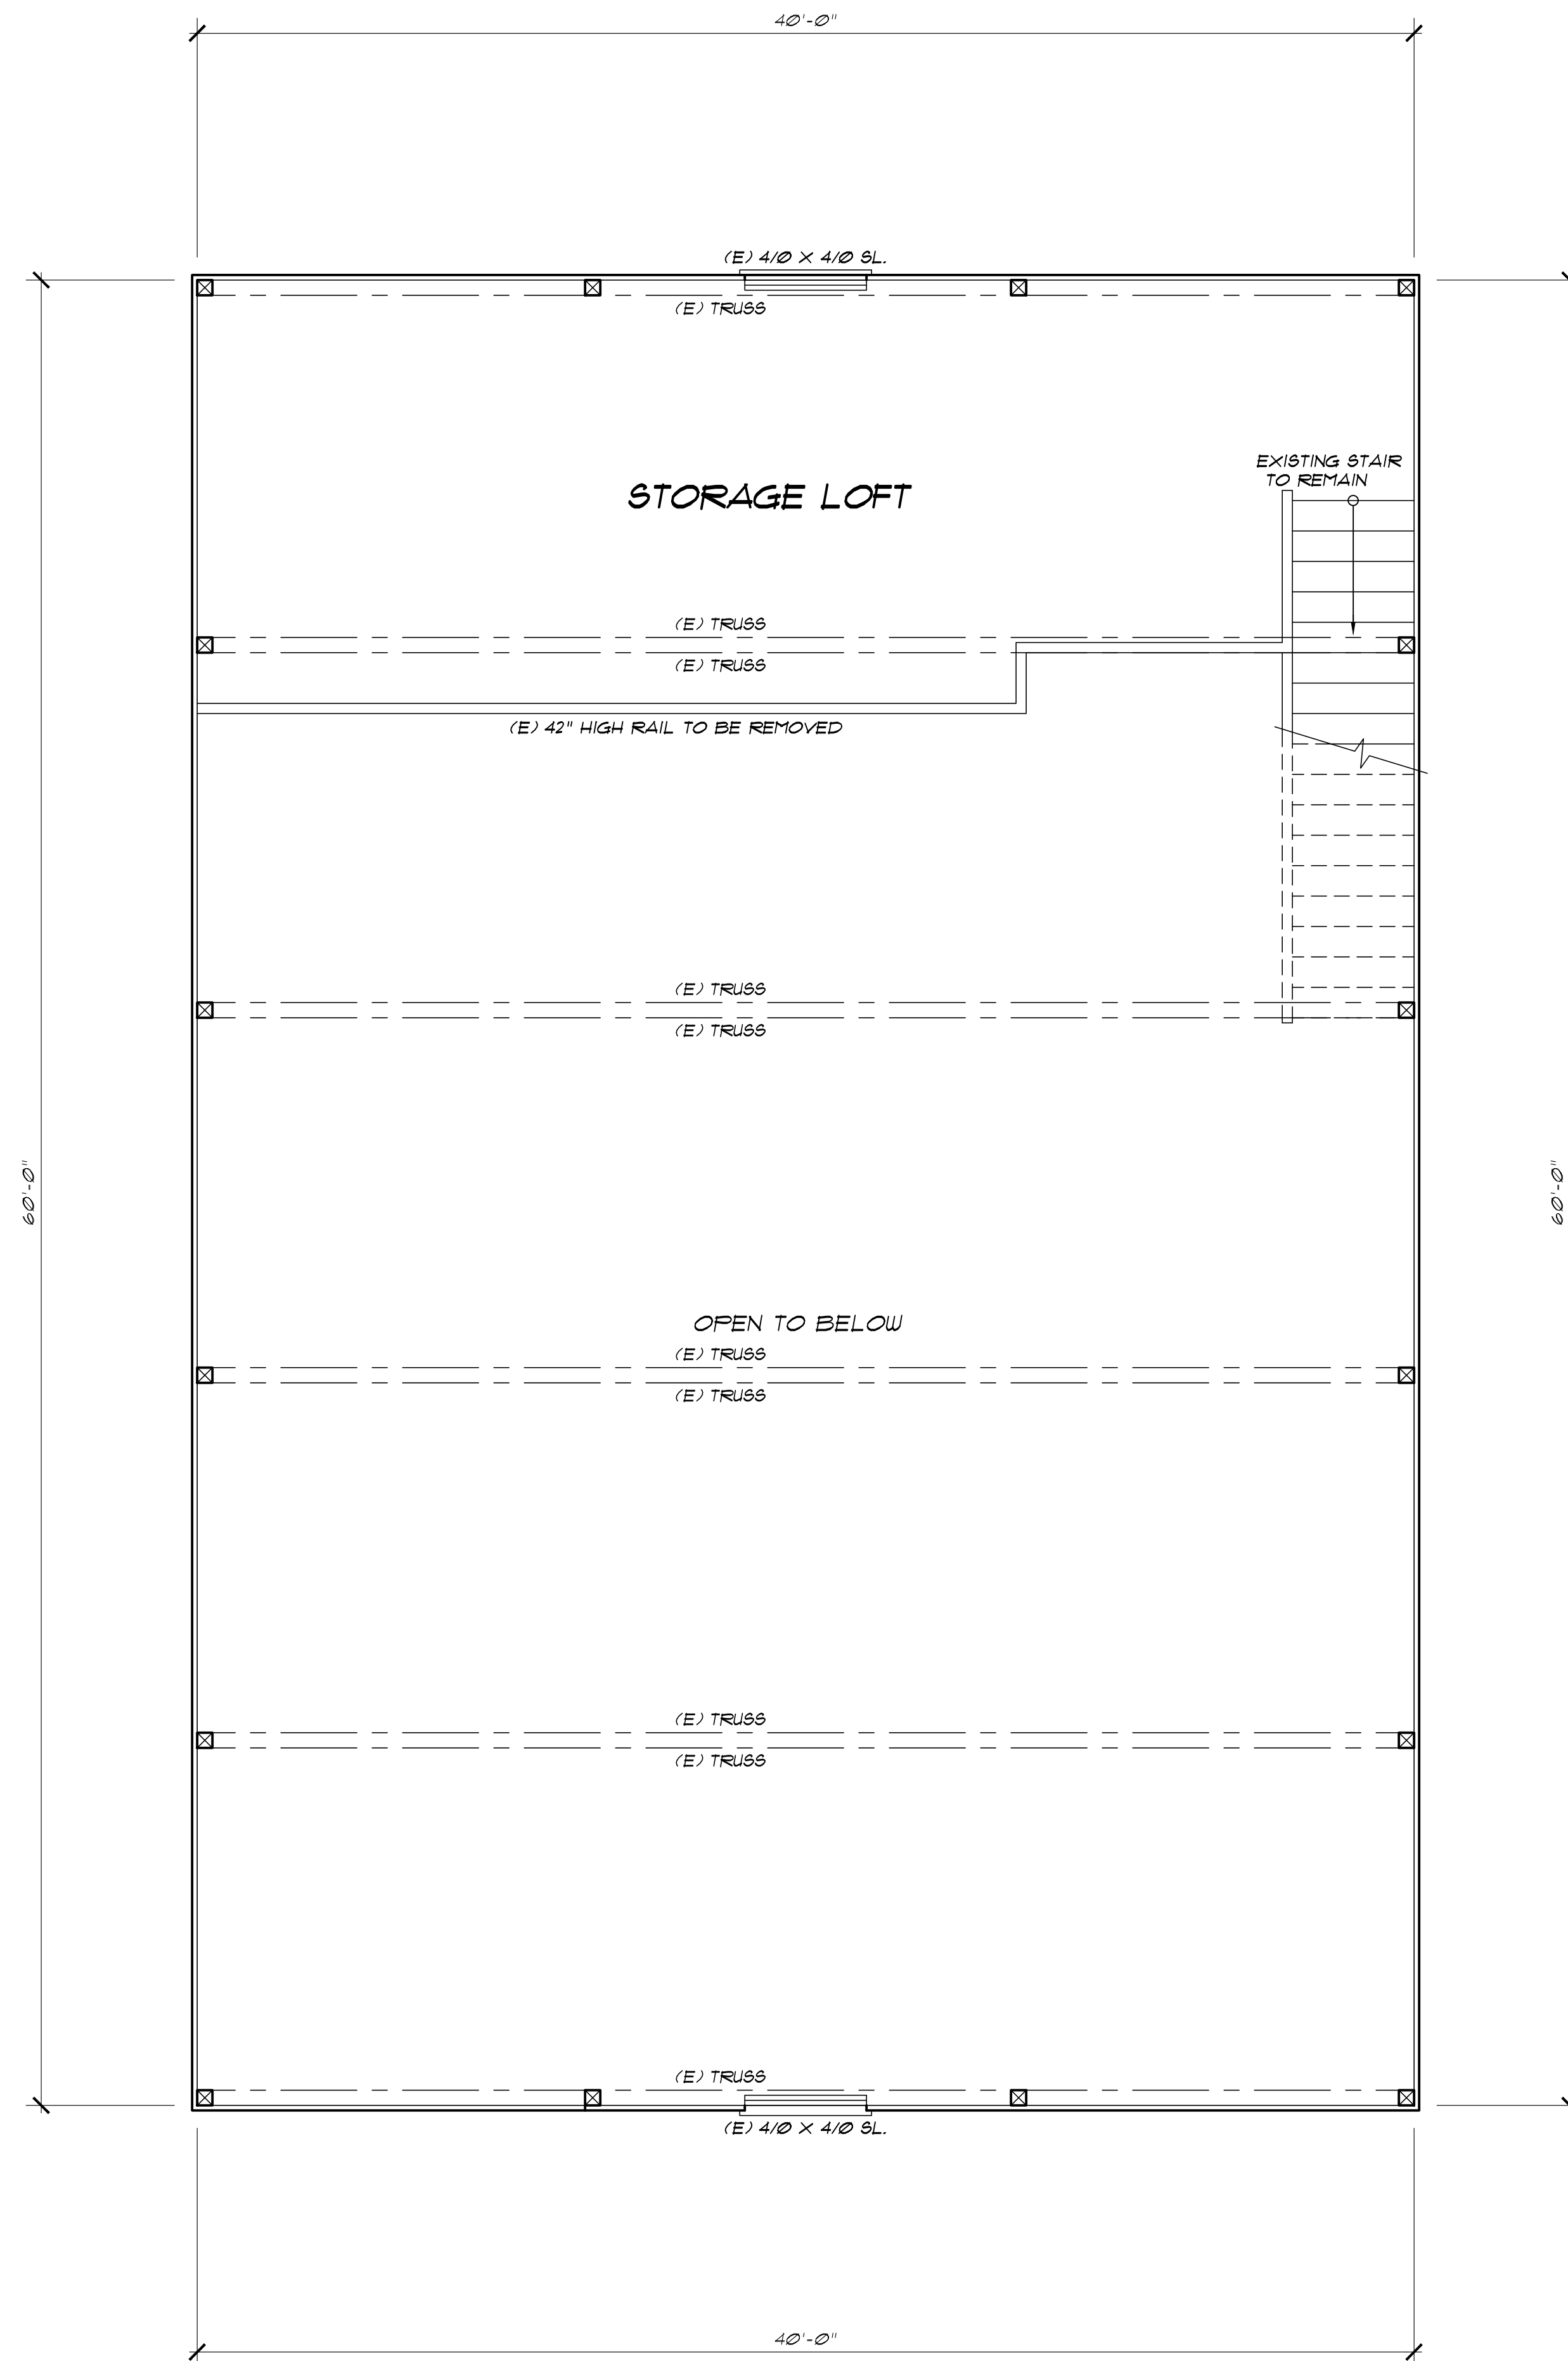 40'-0"
(E) 4/0 X 4/0 SL.
(E) TRUSS
EXISTING STAIR
TO REMAIN
STORAGE LOFT
(E) TRUSS
(E) TRUSS
(E) 42" HIGH RAIL TO BE REMOVED
(E) TRUSS
(E) TRUSS
60'-0"
60'-0"
OPEN TO BELOW
(E) TRUSS
(E) TRUSS
(E) TRUSS
(E) TRUSS
(E) TRUSS
(E) 4/0 X 4/0 SL.
40'-0"